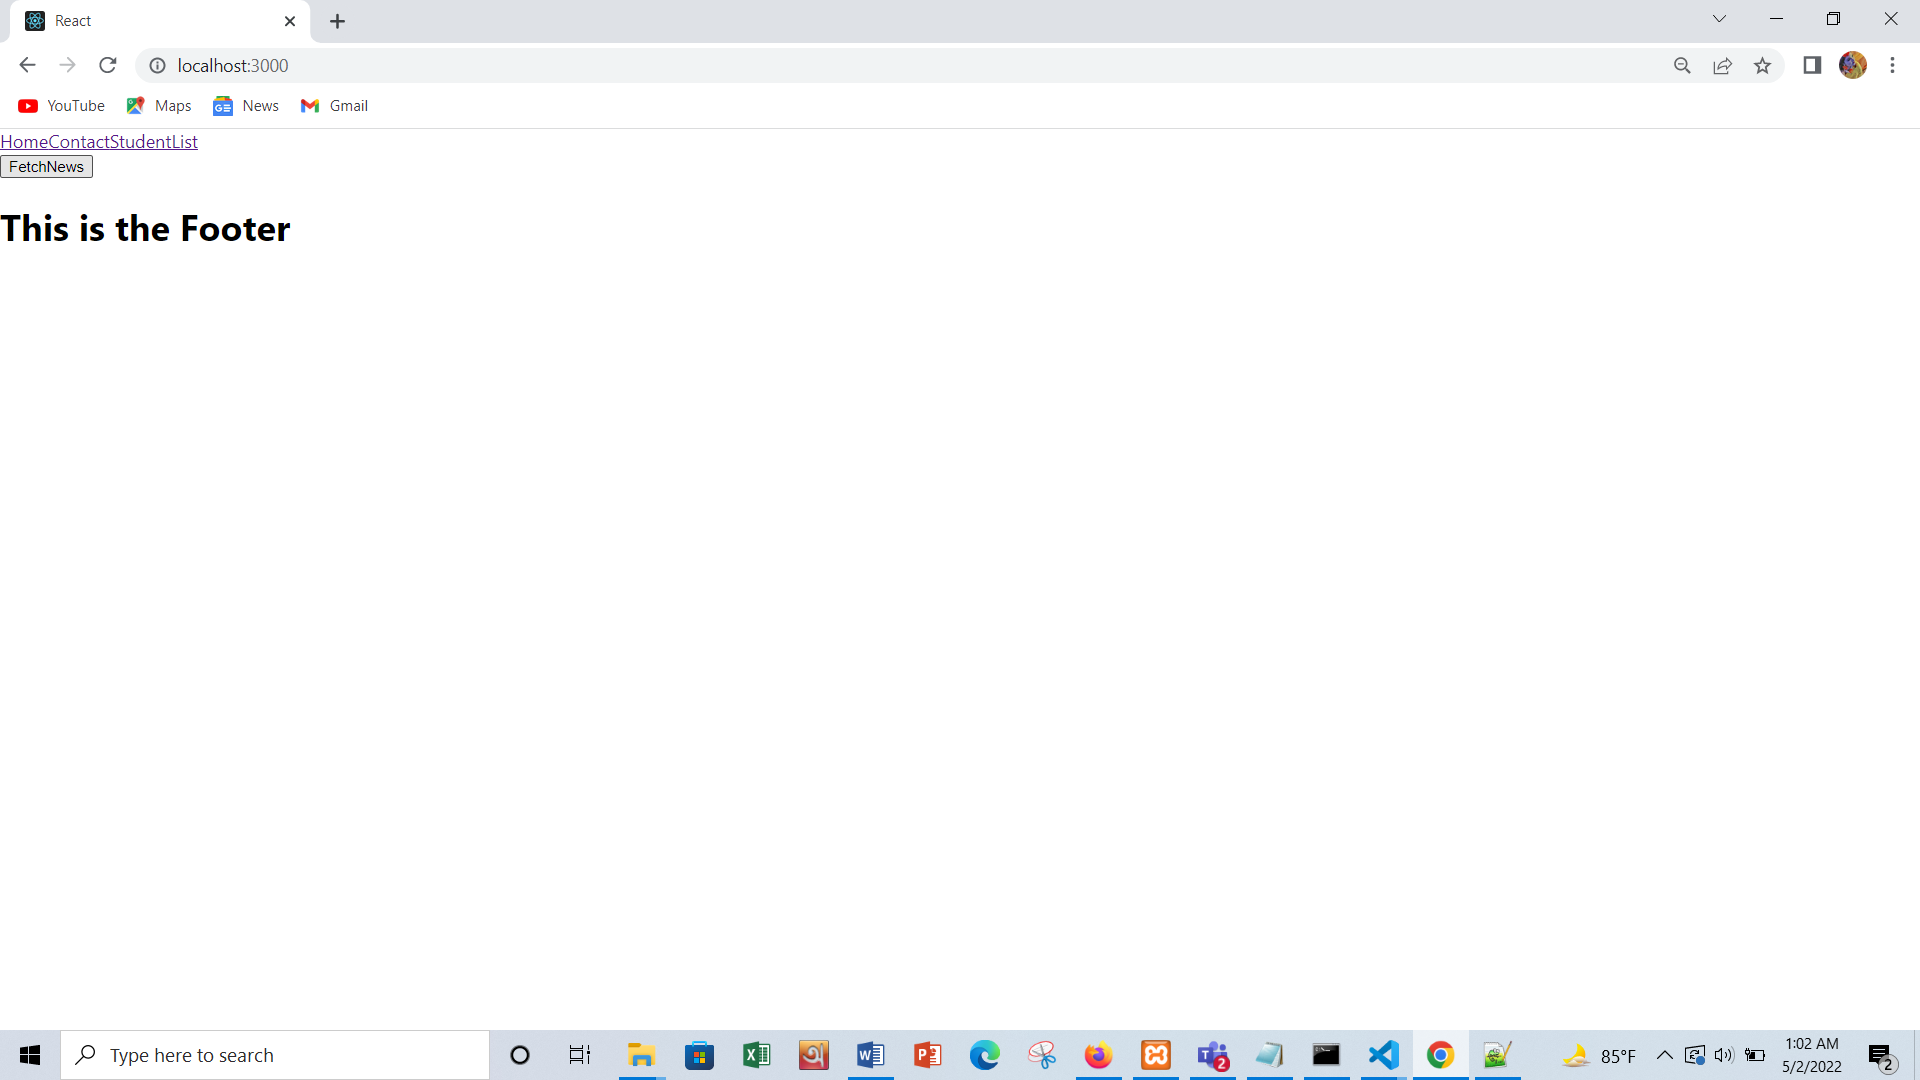 React
localhost:3000
YouTube Maps News Gmail
HomeContactStudentList
FetchNews
This is the Footer
Type here to search
2
85°F
1:02 AM
5/2/2022
2